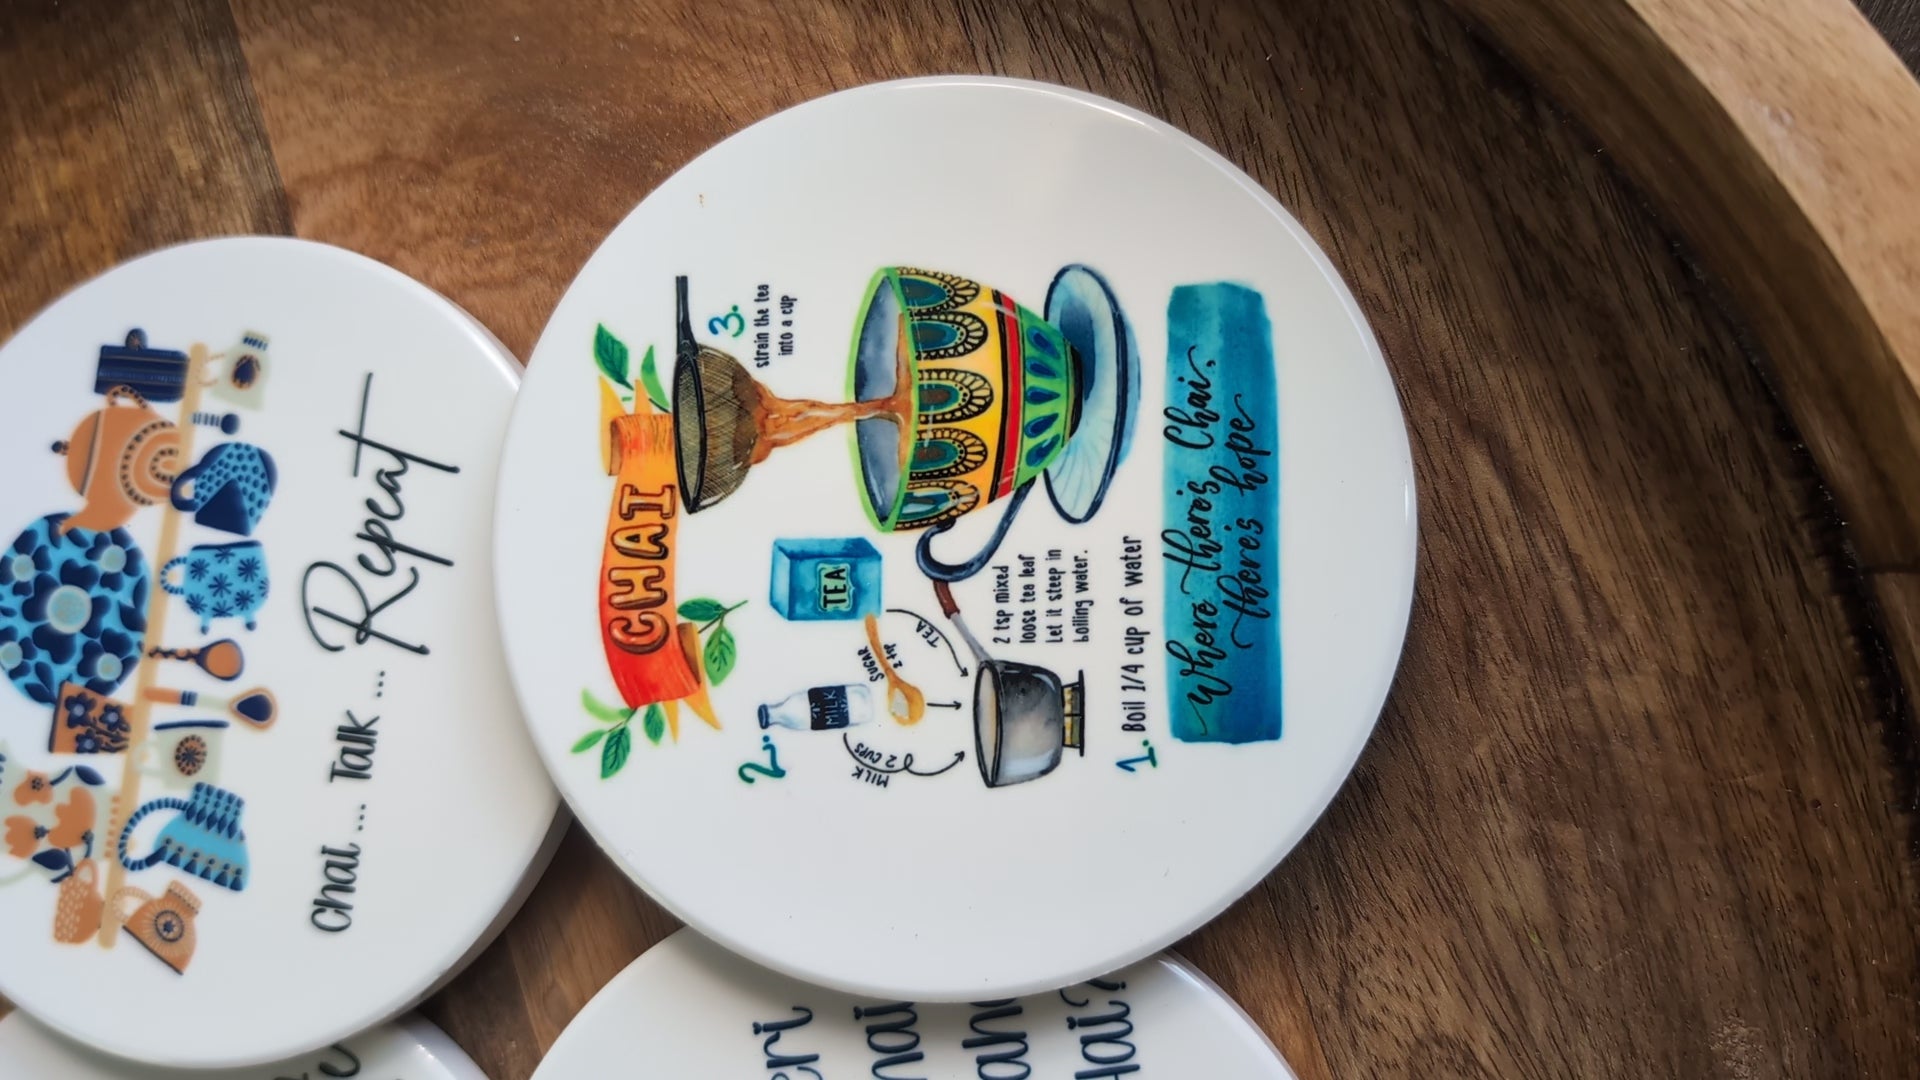 CHAI
3.
strain the tea
into a cup
2.
MILK
TEA
SUGAR
2 tsp
TEA
MILK
2 CUPS
2 tsp mixed
loose tea leaf
Let it steep in
boiling water.
1. Boil 1/4 cup of water
where there's Chai,
there's hope
Chai ... Talk ... Repeat